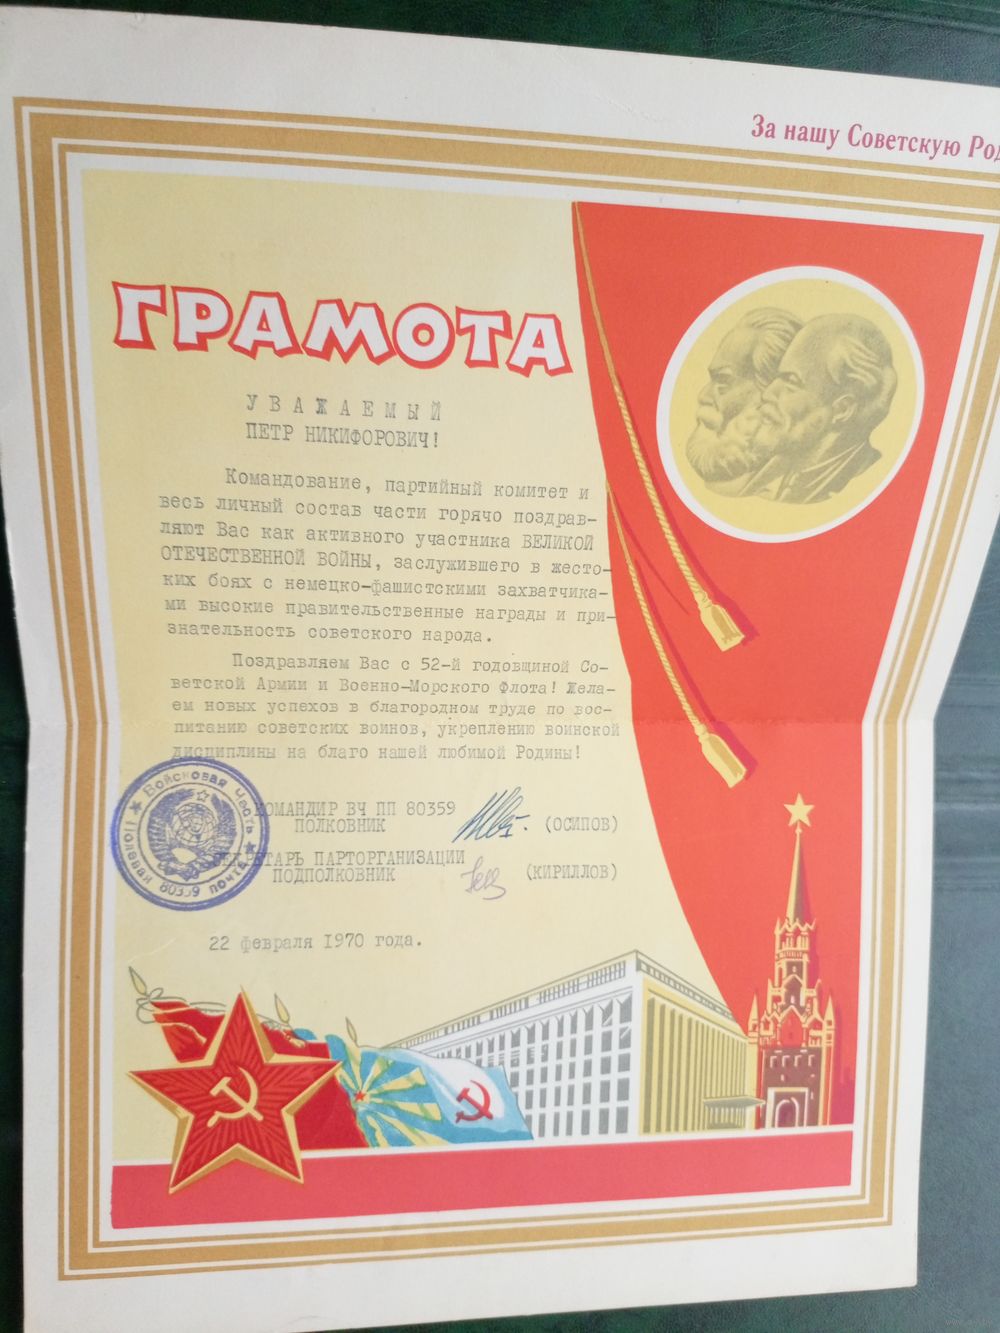 За нашу Советскую Род
ГРАМОТА
УВАЖАЕМЫЙ
ПЕТР НИКИФОРОВИЧ!
Командование, партийный комитет и
весь личный состав части горячо поздрав-
ляют Вас как активного участника ВЕЛИКОЙ
ОТЕЧЕСТВЕННОЙ ВОЙНЫ, заслужившего в жесто-
ких боях с немецко-фашистскими захватчика-
ми высокие правительственные награды и при-
знательность советского народа.
Поздравляем Вас с 52-й годовщиной Со-
ветской Армии и Военно-Морского Флота! Жела-
ем новых успехов в благородном труде по вос-
питанию советских воинов, укреплению воинской
дисциплины на благо нашей любимой Родины!
КОМАНДИР ВЧ ПП 80359
ПОЛКОВНИК (ОСИПОВ)
СЕКРЕТАРЬ ПАРТОРГАНИЗАЦИИ
ПОДПОЛКОВНИК (КИРИЛЛОВ)
Войсковая часть
Полевая почта
80359
22 февраля 1970 года.